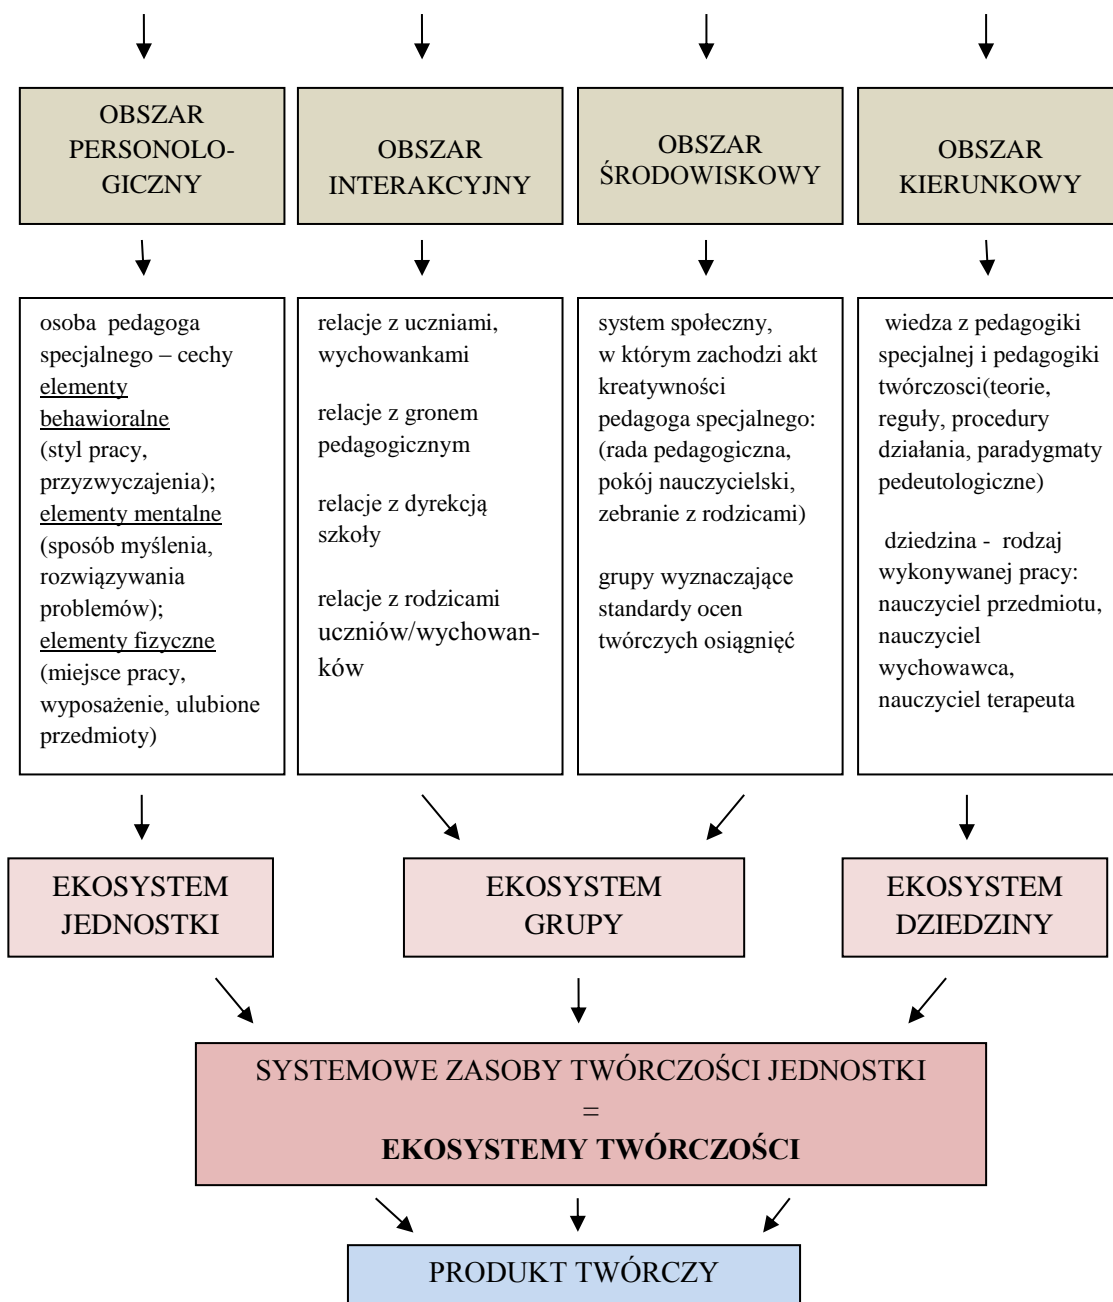 OBSZAR
PERSONOLO-
GICZNY
OBSZAR
INTERAKCYJNY
OBSZAR
ŚRODOWISKOWY
OBSZAR
KIERUNKOWY
osoba pedagoga
specjalnego – cechy
elementy
behawioralne
(styl pracy,
przyzwyczajenia);
elementy mentalne
(sposób myślenia,
rozwiązywania
problemów);
elementy fizyczne
(miejsce pracy,
wyposażenie, ulubione
przedmioty)
relacje z uczniami,
wychowankami
relacje z gronem
pedagogicznym
relacje z dyrekcją
szkoły
relacje z rodzicami
uczniów/wychowan-
ków
system społeczny,
w którym zachodzi akt
kreatywności
pedagoga specjalnego:
(rada pedagogiczna,
pokój nauczycielski,
zebranie z rodzicami)
grupy wyznaczające
standardy ocen
twórczych osiągnięć
wiedza z pedagogiki
specjalnej i pedagogiki
twórczosci(teorie,
reguły, procedury
działania, paradygmaty
pedeutologiczne)
dziedzina - rodzaj
wykonywanej pracy:
nauczyciel przedmiotu,
nauczyciel
wychowawca,
nauczyciel terapeuta
EKOSYSTEM
JEDNOSTKI
EKOSYSTEM
GRUPY
EKOSYSTEM
DZIEDZINY
SYSTEMOWE ZASOBY TWÓRCZOŚCI JEDNOSTKI
=
EKOSYSTEMY TWÓRCZOŚCI
PRODUKT TWÓRCZY